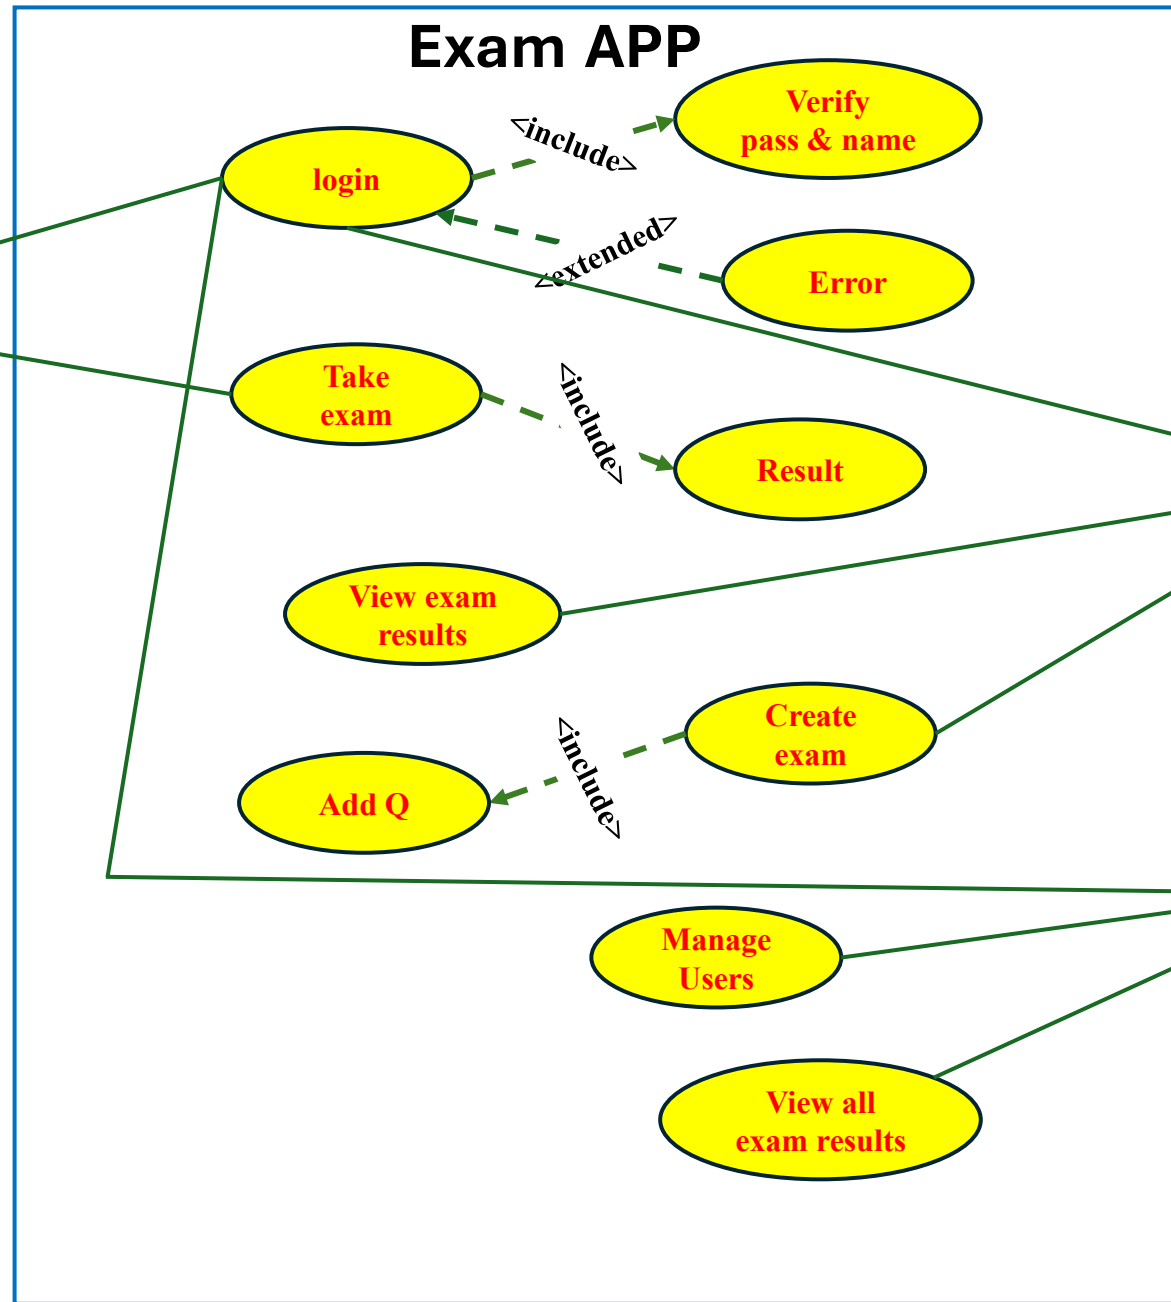 Exam APP
Verify
pass & name
<include>
login
<extended>
Error
Take
exam
<include>
Result
View exam
results
Create
exam
<include>
Add Q
Manage
Users
View all
exam results